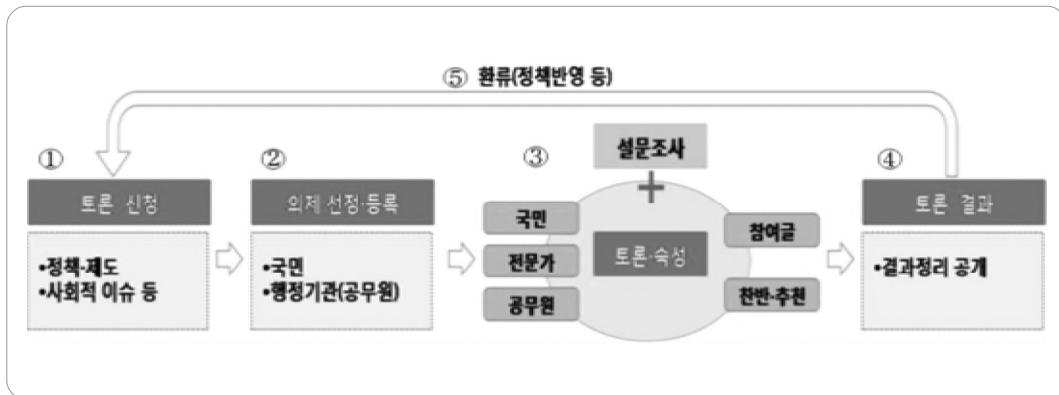 ⑤ 환류(정책반영 등)
①
토론 신청
•정책·제도
•사회적 이슈 등
②
의제 선정·등록
•국민
•행정기관(공무원)
③
설문조사
국민
전문가
공무원
토론·숙성
참여글
찬반·추천
④
토론 결과
•결과정리 공개